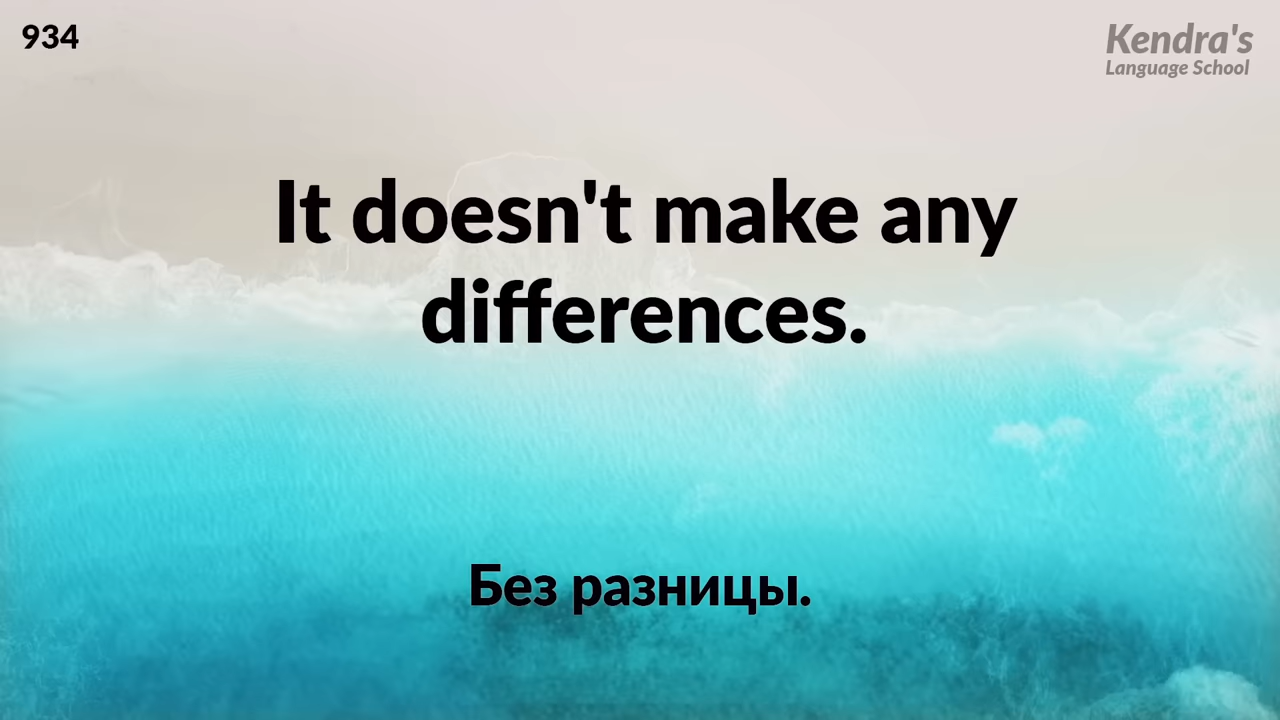 934
Kendra's
Language School
It doesn't make any
differences.
Без разницы.